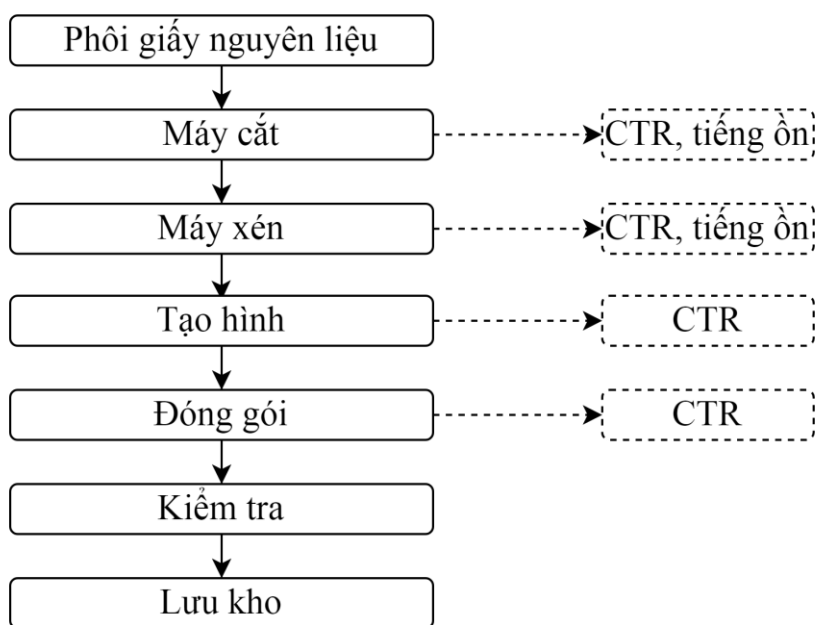 Phôi giấy nguyên liệu
Máy cắt
CTR, tiếng ồn
Máy xén
CTR, tiếng ồn
Tạo hình
CTR
Đóng gói
CTR
Kiểm tra
Lưu kho